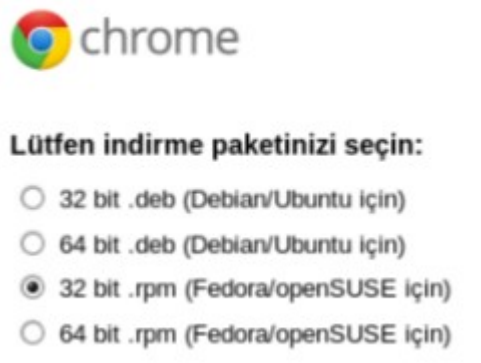 chrome
Lütfen indirme paketinizi seçin:
32 bit .deb (Debian/Ubuntu için)
64 bit .deb (Debian/Ubuntu için)
32 bit .rpm (Fedora/openSUSE için)
64 bit .rpm (Fedora/openSUSE için)